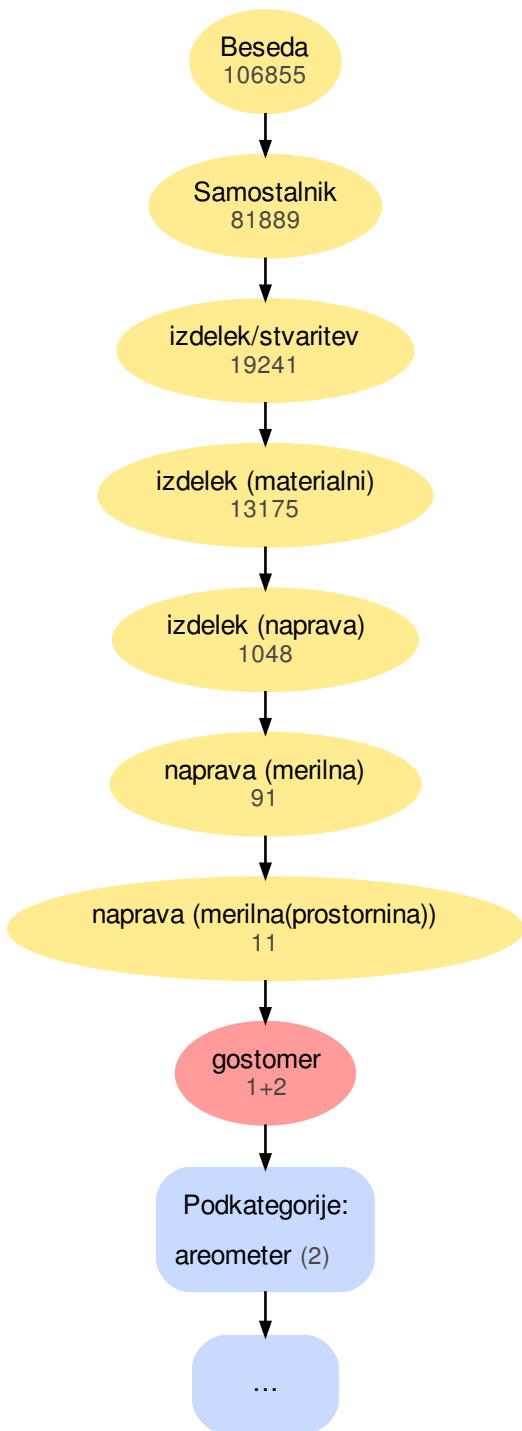 Beseda
106855
Samostalnik
81889
izdelek/stvaritev
19241
izdelek (materialni)
13175
izdelek (naprava)
1048
naprava (merilna)
91
naprava (merilna(prostornina))
11
gostomer
1+2
Podkategorije:
areometer (2)
...